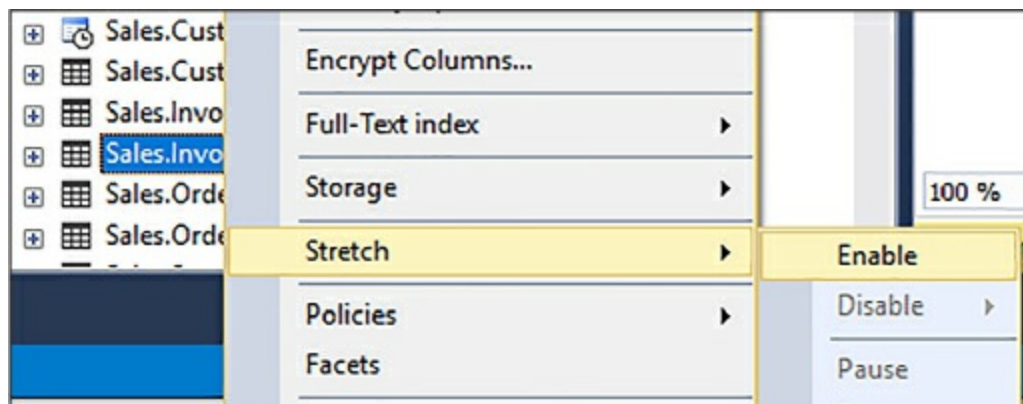 Sales.Cust
Sales.Cust
Sales.Invo
Sales.Invo
Sales.Orde
Sales.Orde
Encrypt Columns...
Full-Text index
Storage
Stretch
Policies
Facets
100 %
Enable
Disable
Pause